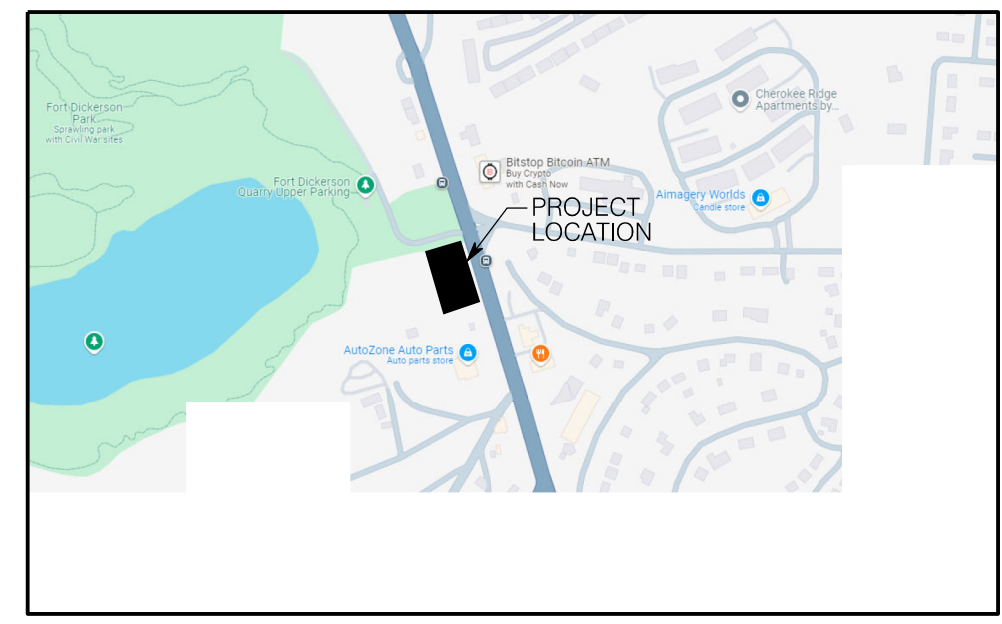 Fort Dickerson
Park
Sprawling park
with Civil War sites
Cherokee Ridge
Apartments by...
Bitstop Bitcoin ATM
Buy Crypto
with Cash Now
Fort Dickerson
Quarry Upper Parking
Aimagery Worlds
Candle store
PROJECT
LOCATION
AutoZone Auto Parts
Auto parts store